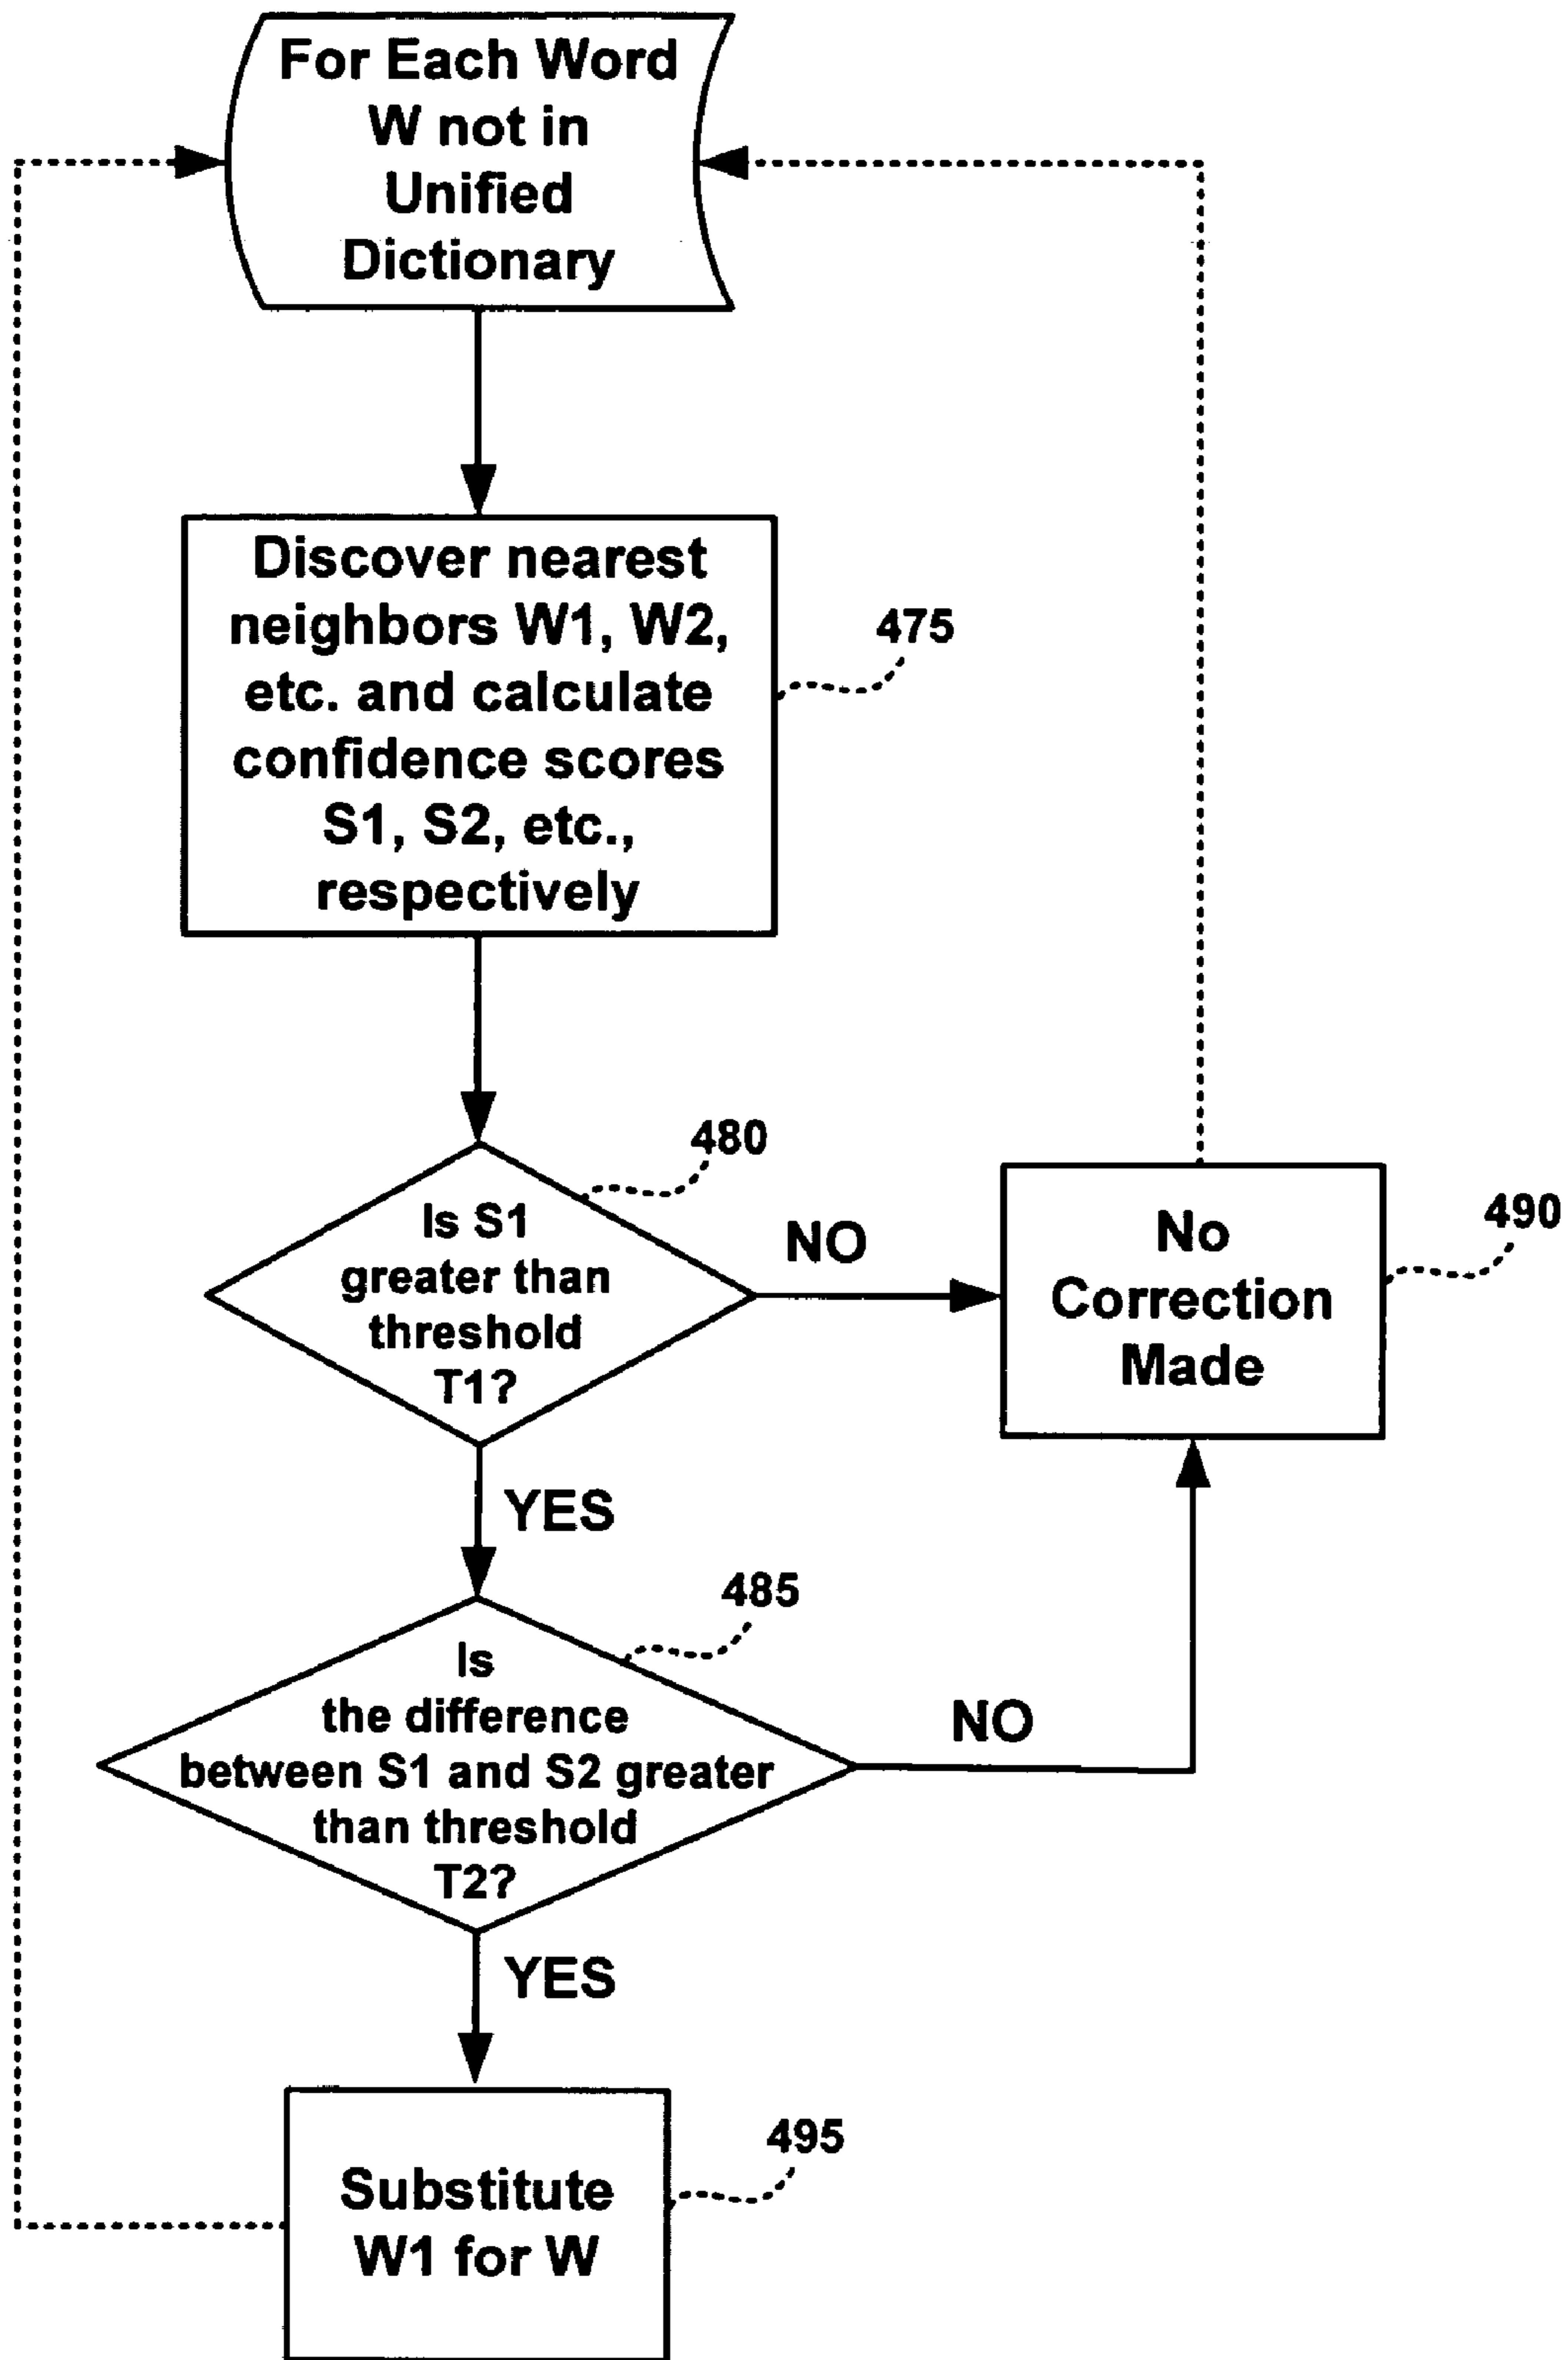 For Each Word
W not in
Unified
Dictionary
Discover nearest
neighbors W1, W2,
etc. and calculate
confidence scores
S1, S2, etc.,
respectively
475
480
Is S1
greater than
threshold
T1?
NO
No
Correction
Made
490
YES
485
Is
the difference
between S1 and S2 greater
than threshold
T2?
NO
YES
495
Substitute
W1 for W